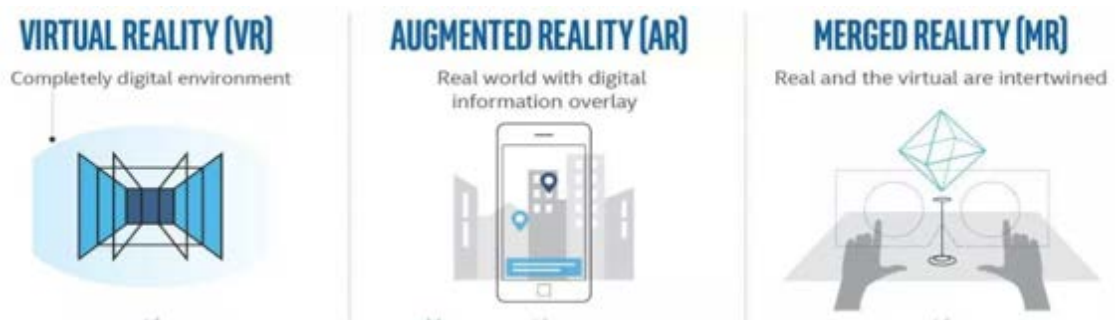 VIRTUAL REALITY (VR)
Completely digital environment
AUGMENTED REALITY (AR)
Real world with digital
information overlay
MERGED REALITY (MR)
Real and the virtual are intertwined